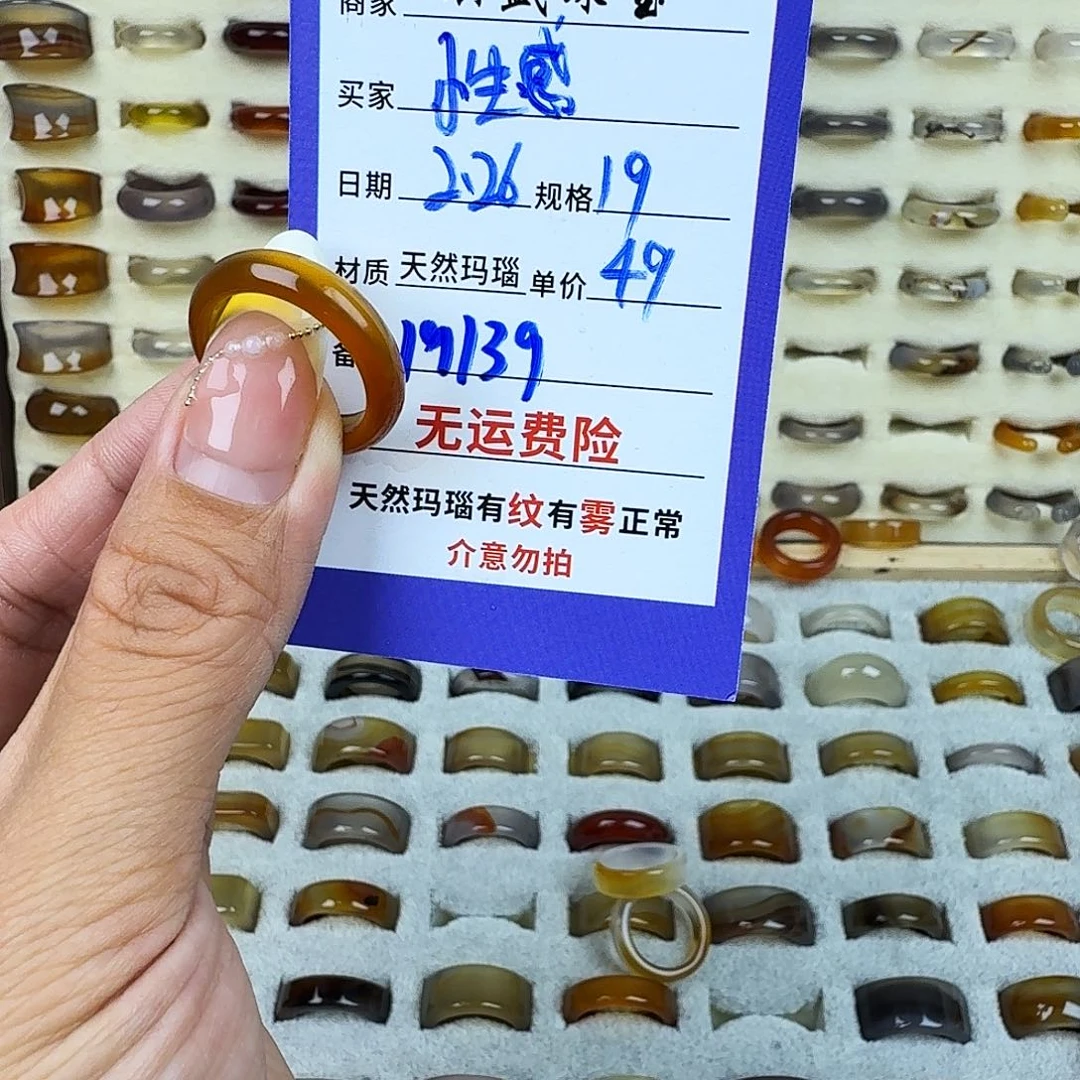 商家
买家 性感
日期 2.26 规格 19
材质 天然玛瑙 单价 49
备 19139
无运费险
天然玛瑙有纹有雾正常
介意勿拍